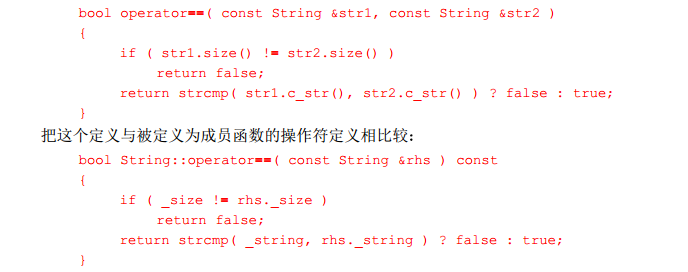 bool operator==( const String &str1, const String &str2 )
{
if ( str1.size() != str2.size() )
return false;
return strcmp( str1.c_str(), str2.c_str() ) ? false : true;
}
把这个定义与被定义为成员函数的操作符定义相比较：
bool String::operator==( const String &rhs ) const
{
if ( _size != rhs._size )
return false;
return strcmp( _string, rhs._string ) ? false : true;
}